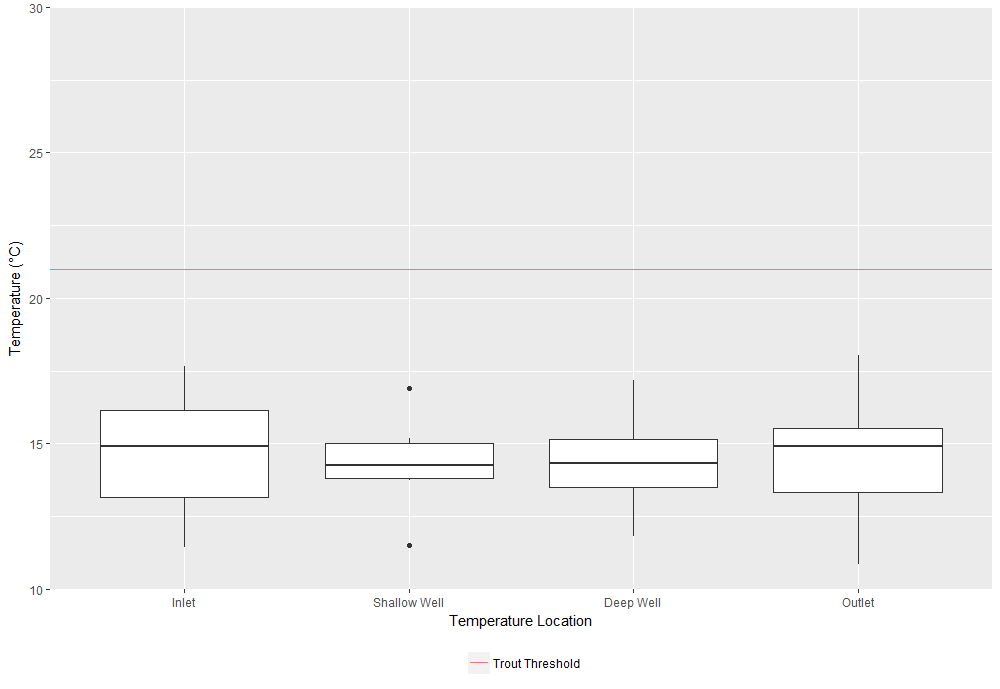 Temperature (°C)
30
25
20
15
10
Inlet
Shallow Well
Deep Well
Outlet
Temperature Location
Trout Threshold